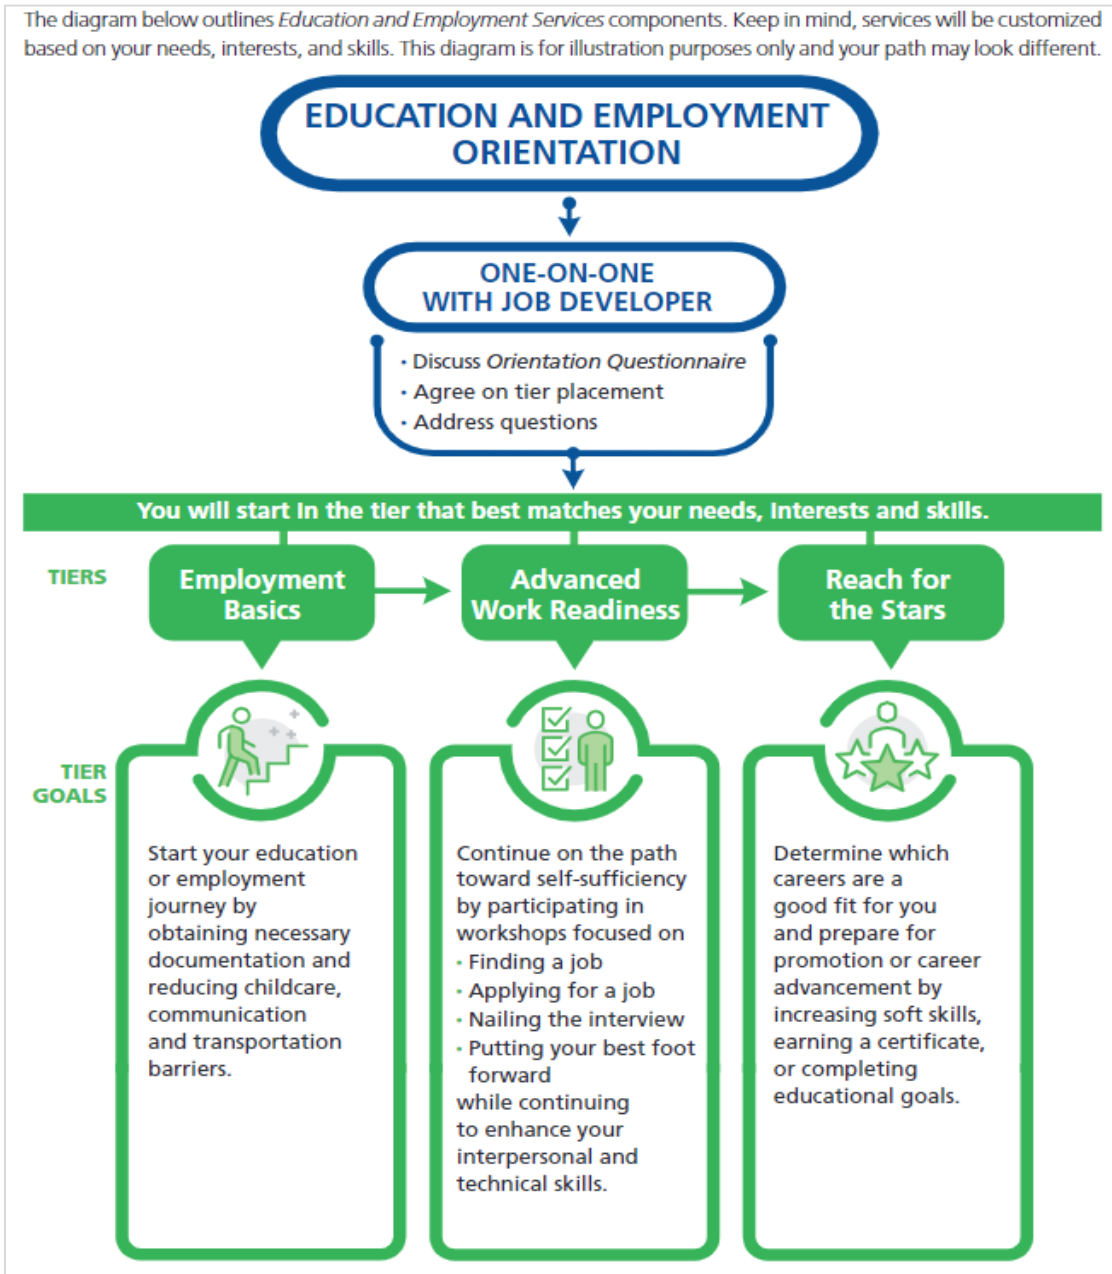 The diagram below outlines Education and Employment Services components. Keep in mind, services will be customized
based on your needs, interests, and skills. This diagram is for illustration purposes only and your path may look different.
EDUCATION AND EMPLOYMENT
ORIENTATION
ONE-ON-ONE
WITH JOB DEVELOPER
• Discuss Orientation Questionnaire
• Agree on tier placement
• Address questions
You will start in the tier that best matches your needs, interests and skills.
TIERS
Employment
Basics
Advanced
Work Readiness
Reach for
the Stars
TIER
GOALS
Start your education
or employment
journey by
obtaining necessary
documentation and
reducing childcare,
communication
and transportation
barriers.
Continue on the path
toward self-sufficiency
by participating in
workshops focused on
• Finding a job
• Applying for a job
• Nailing the interview
• Putting your best foot
forward
while continuing
to enhance your
interpersonal and
technical skills.
Determine which
careers are a
good fit for you
and prepare for
promotion or career
advancement by
increasing soft skills,
earning a certificate,
or completing
educational goals.